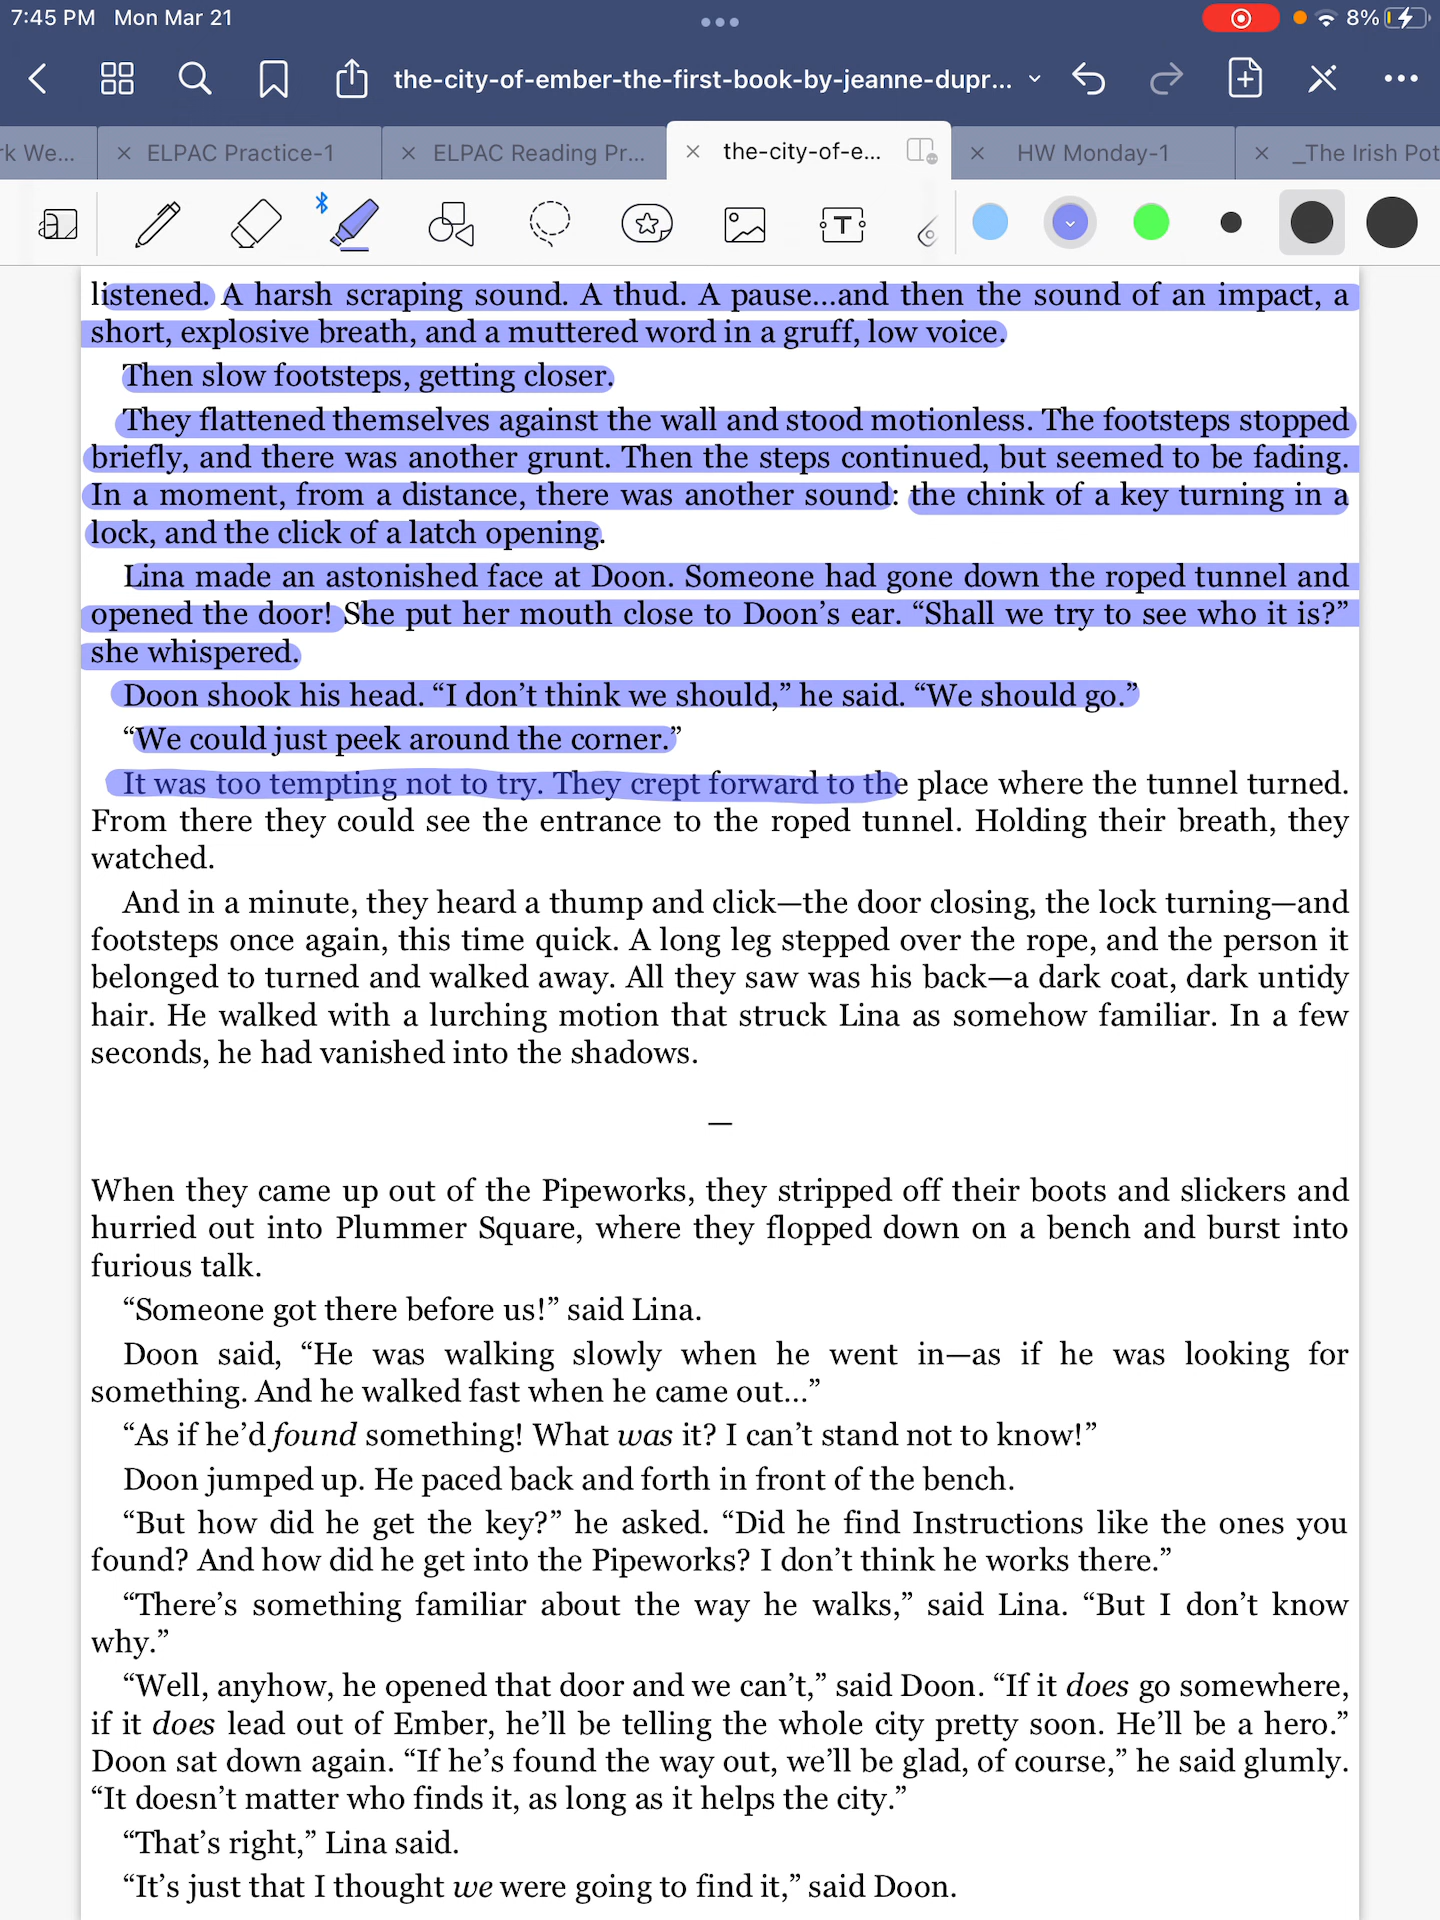 7:45 PM Mon Mar 21
8%
the-city-of-ember-the-first-book-by-jeanne-dupr...
rk We...
ELPAC Practice-1
ELPAC Reading Pr...
the-city-of-e...
HW Monday-1
_The Irish Pot
listened. A harsh scraping sound. A thud. A pause...and then the sound of an impact, a
short, explosive breath, and a muttered word in a gruff, low voice.
Then slow footsteps, getting closer.
They flattened themselves against the wall and stood motionless. The footsteps stopped
briefly, and there was another grunt. Then the steps continued, but seemed to be fading.
In a moment, from a distance, there was another sound: the chink of a key turning in a
lock, and the click of a latch opening.
Lina made an astonished face at Doon. Someone had gone down the roped tunnel and
opened the door! She put her mouth close to Doon’s ear. “Shall we try to see who it is?”
she whispered.
Doon shook his head. “I don’t think we should,” he said. “We should go.”
“We could just peek around the corner.”
It was too tempting not to try. They crept forward to the place where the tunnel turned.
From there they could see the entrance to the roped tunnel. Holding their breath, they
watched.
And in a minute, they heard a thump and click—the door closing, the lock turning—and
footsteps once again, this time quick. A long leg stepped over the rope, and the person it
belonged to turned and walked away. All they saw was his back—a dark coat, dark untidy
hair. He walked with a lurching motion that struck Lina as somehow familiar. In a few
seconds, he had vanished into the shadows.
—
When they came up out of the Pipeworks, they stripped off their boots and slickers and
hurried out into Plummer Square, where they flopped down on a bench and burst into
furious talk.
“Someone got there before us!” said Lina.
Doon said, “He was walking slowly when he went in—as if he was looking for
something. And he walked fast when he came out...”
“As if he’d found something! What was it? I can’t stand not to know!”
Doon jumped up. He paced back and forth in front of the bench.
“But how did he get the key?” he asked. “Did he find Instructions like the ones you
found? And how did he get into the Pipeworks? I don’t think he works there.”
“There’s something familiar about the way he walks,” said Lina. “But I don’t know
why.”
“Well, anyhow, he opened that door and we can’t,” said Doon. “If it does go somewhere,
if it does lead out of Ember, he’ll be telling the whole city pretty soon. He’ll be a hero.”
Doon sat down again. “If he’s found the way out, we’ll be glad, of course,” he said glumly.
“It doesn’t matter who finds it, as long as it helps the city.”
“That’s right,” Lina said.
“It’s just that I thought we were going to find it,” said Doon.